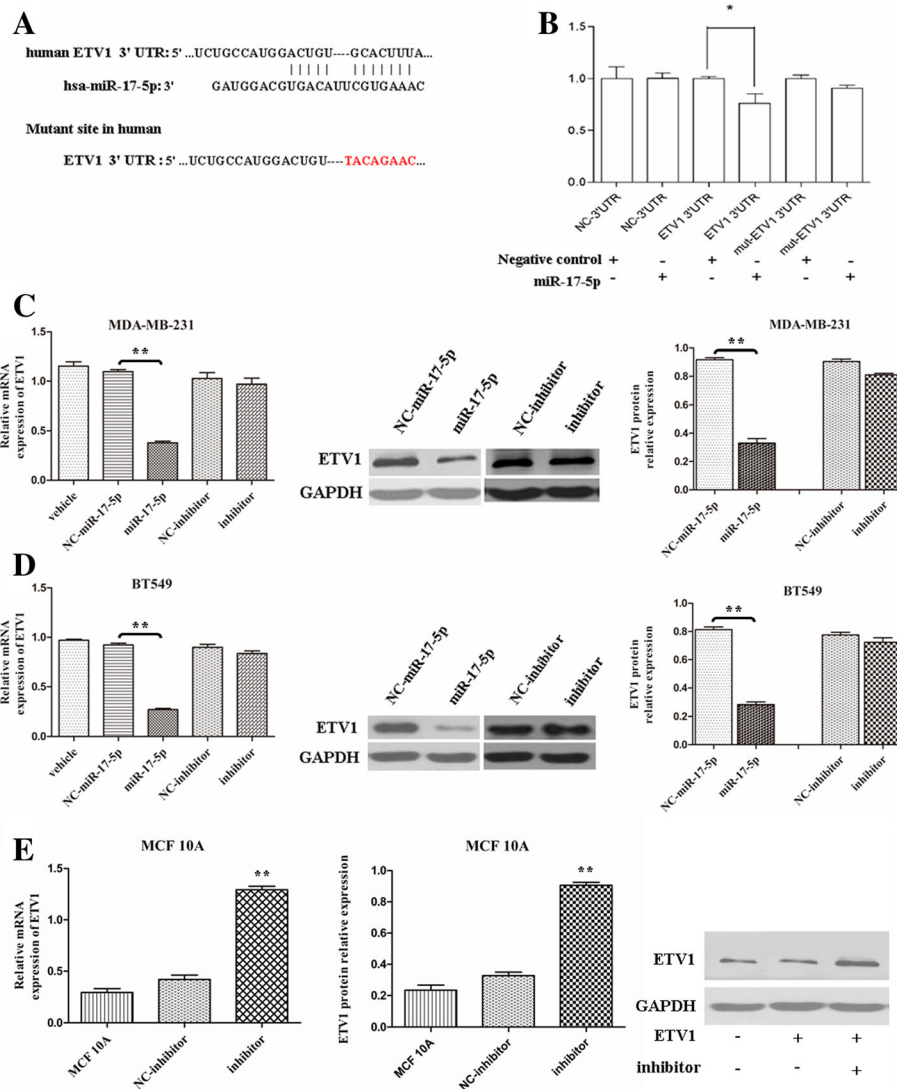 A
human ETV1 3' UTR: 5' ...UCUGCCAUGGACUGU----GCACUUUA...
hsa-miR-17-5p: 3' GAUGGACGUGACAUUCGUGAAAC
Mutant site in human
ETV1 3' UTR : 5' ...UCUGCCAUGGACUGU----TACAGAAC...
B
*
1.5
1.0
0.5
0.0
NC-3'UTR
NC-3'UTR
ETV1 3'UTR
ETV1 3'UTR
mut-ETV1 3'UTR
mut-ETV1 3'UTR
Negative control + - + - + -
miR-17-5p - + - + - +
C
MDA-MB-231
Relative mRNA
expression of ETV1
1.5
1.0
0.5
0.0
**
vehicle
NC-miR-17-5p
miR-17-5p
NC-inhibitor
inhibitor
NC-miR-17-5p
miR-17-5p
NC-inhibitor
inhibitor
ETV1
GAPDH
MDA-MB-231
ETV1 protein
relative expression
1.0
0.8
0.6
0.4
0.2
0.0
**
NC-miR-17-5p
miR-17-5p
NC-inhibitor
inhibitor
D
BT549
Relative mRNA
expression of ETV1
1.5
1.0
0.5
0.0
**
vehicle
NC-miR-17-5p
miR-17-5p
NC-inhibitor
inhibitor
NC-miR-17-5p
miR-17-5p
NC-inhibitor
inhibitor
ETV1
GAPDH
BT549
ETV1 protein
relative expression
1.0
0.8
0.6
0.4
0.2
0.0
**
NC-miR-17-5p
miR-17-5p
NC-inhibitor
inhibitor
E
MCF 10A
Relative mRNA
expression of ETV1
1.5
1.0
0.5
0.0
**
MCF 10A
NC-inhibitor
inhibitor
MCF 10A
ETV1 protein relative expression
1.0
0.8
0.6
0.4
0.2
0.0
**
MCF 10A
NC-inhibitor
inhibitor
ETV1
GAPDH
ETV1 - + +
inhibitor - - +